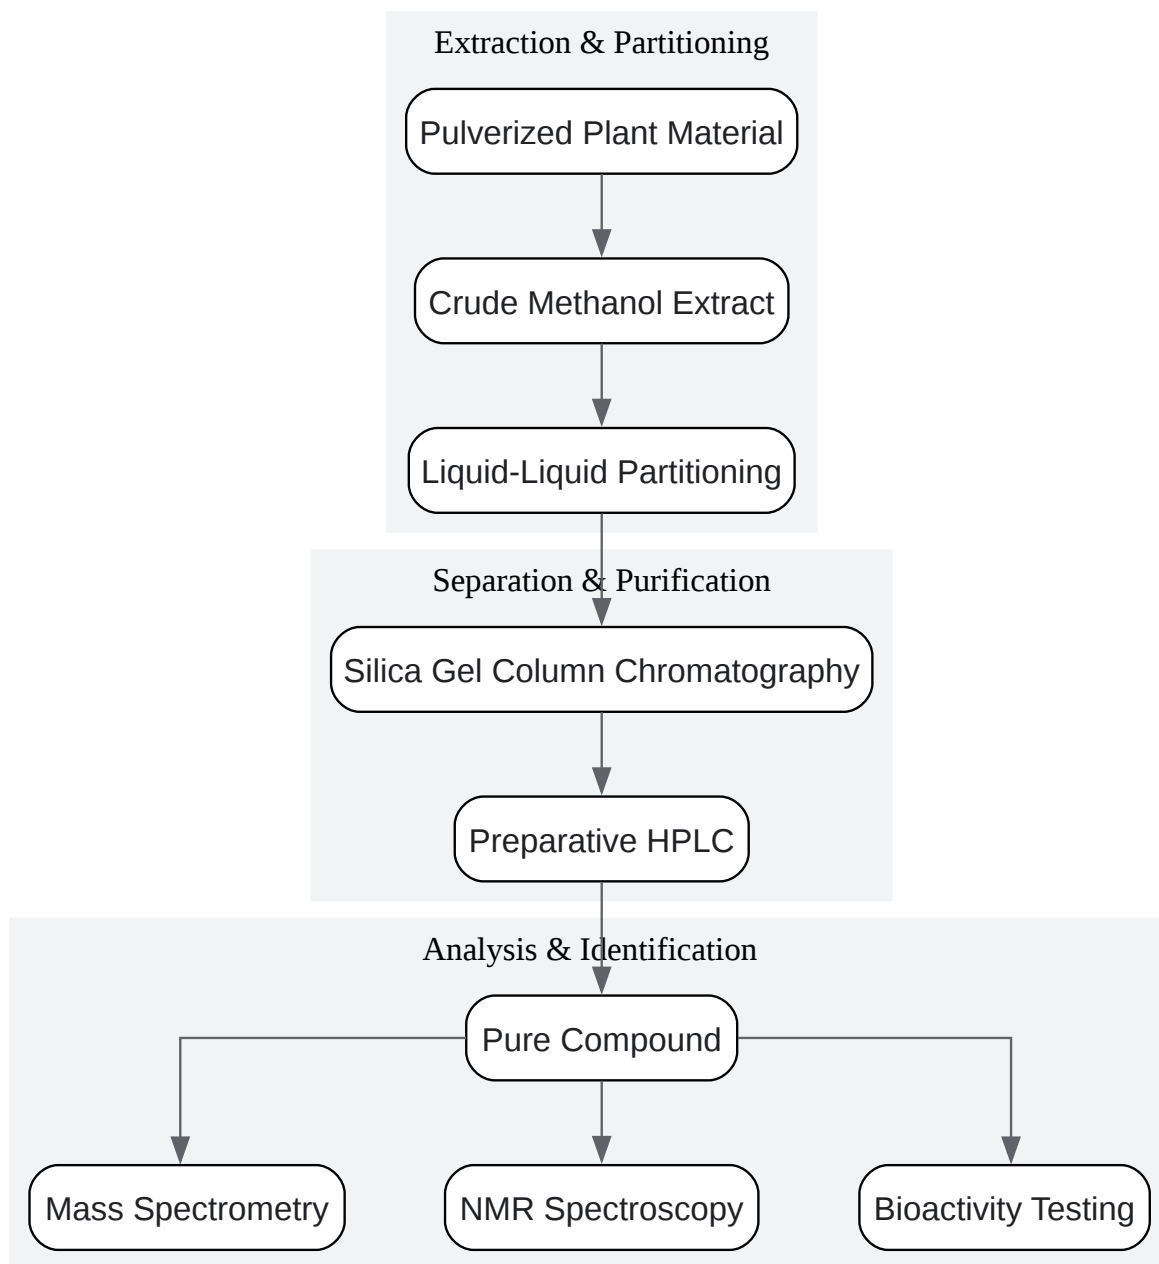 Extraction & Partitioning
Pulverized Plant Material
Crude Methanol Extract
Liquid-Liquid Partitioning
Separation & Purification
Silica Gel Column Chromatography
Preparative HPLC
Analysis & Identification
Pure Compound
Mass Spectrometry
NMR Spectroscopy
Bioactivity Testing